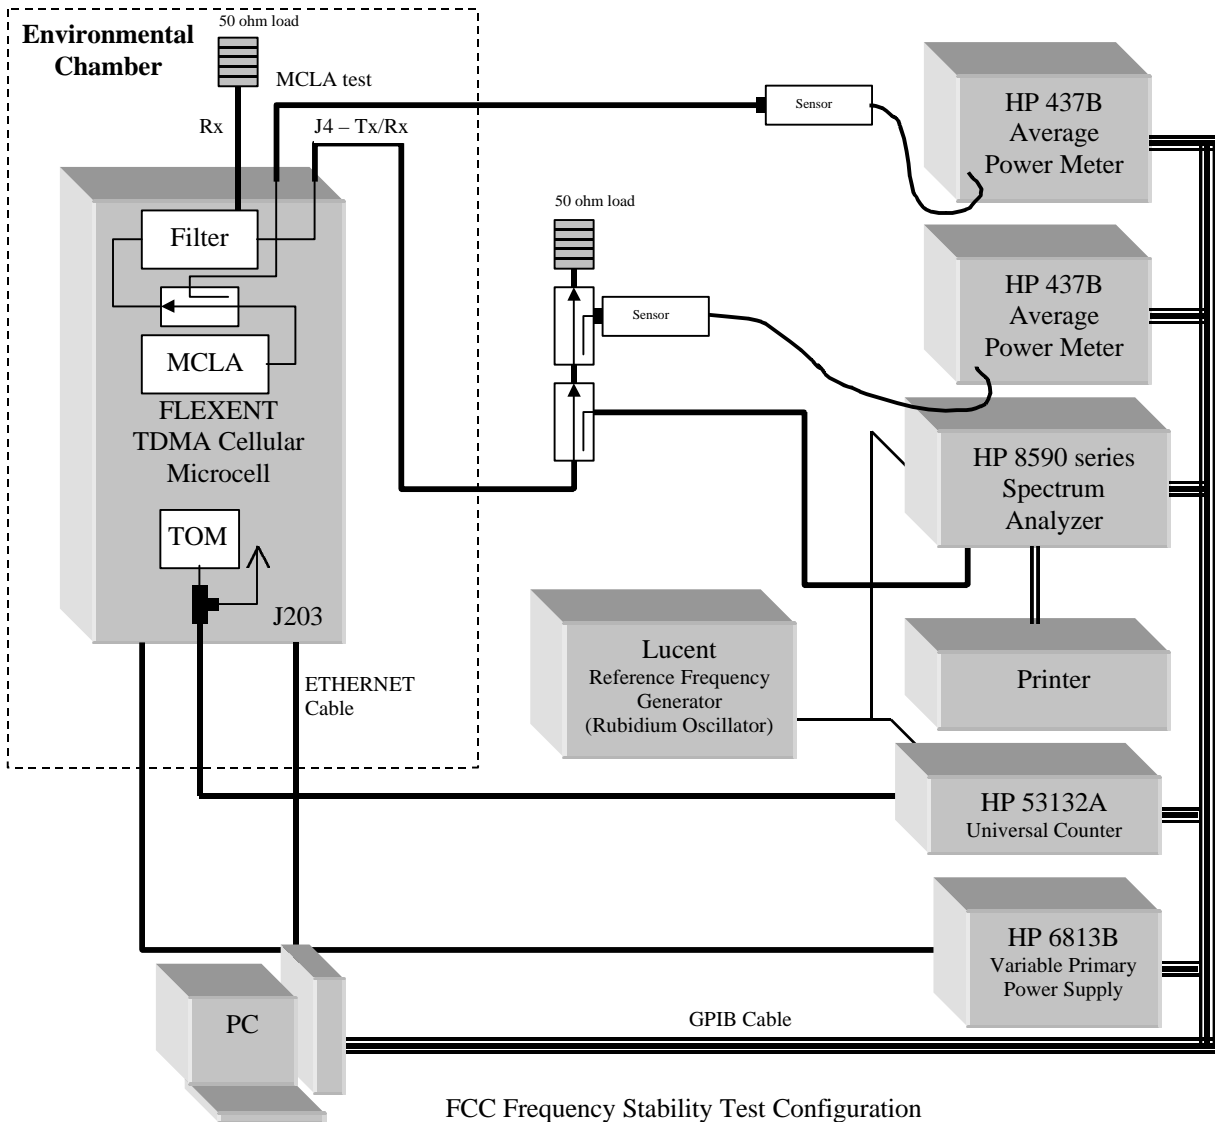 50 ohm load
Environmental
Chamber
MCLA test
Rx
J4 – Tx/Rx
Sensor
HP 437B
Average
Power Meter
50 ohm load
Filter
Sensor
HP 437B
Average
Power Meter
MCLA
FLEXENT
TDMA Cellular
Microcell
HP 8590 series
Spectrum
Analyzer
TOM
J203
Lucent
Reference Frequency
Generator
(Rubidium Oscillator)
Printer
ETHERNET
Cable
HP 53132A
Universal Counter
HP 6813B
Variable Primary
Power Supply
PC
GPIB Cable
FCC Frequency Stability Test Configuration